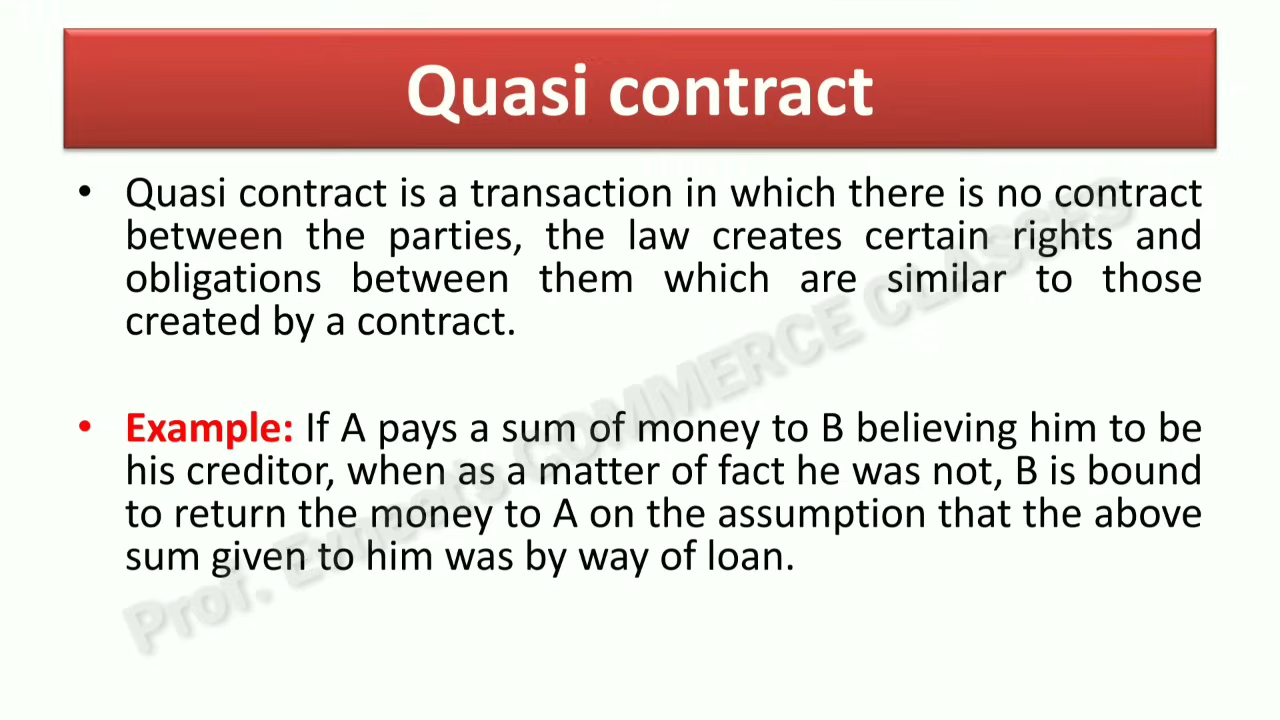 Quasi contract
• Quasi contract is a transaction in which there is no contract
between the parties, the law creates certain rights and
obligations between them which are similar to those
created by a contract.
• Example: If A pays a sum of money to B believing him to be
his creditor, when as a matter of fact he was not, B is bound
to return the money to A on the assumption that the above
sum given to him was by way of loan.
Prof. COMMERCE CLASSES